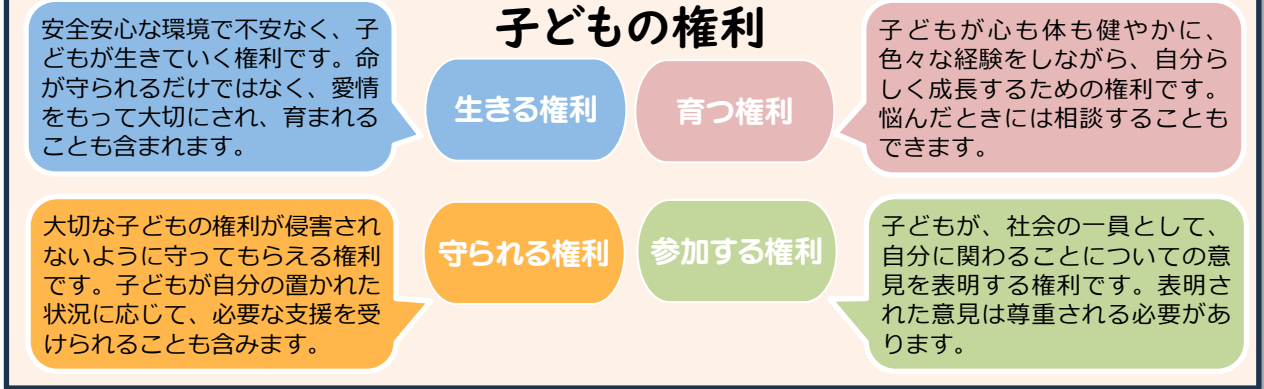 子どもの権利
安全安心な環境で不安なく、子
どもが生きていく権利です。命
が守られるだけではなく、愛情
をもって大切にされ、育まれる
ことも含まれます。
生きる権利
育つ権利
子どもが心も体も健やかに、
色々な経験をしながら、自分ら
しく成長するための権利です。
悩んだときには相談することも
できます。
大切な子どもの権利が侵害され
ないように守ってもらえる権利
です。子どもが自分の置かれた
状況に応じて、必要な支援を受
けられることも含みます。
守られる権利
参加する権利
子どもが、社会の一員として、
自分に関わることについての意
見を表明する権利です。表明さ
れた意見は尊重される必要があ
ります。